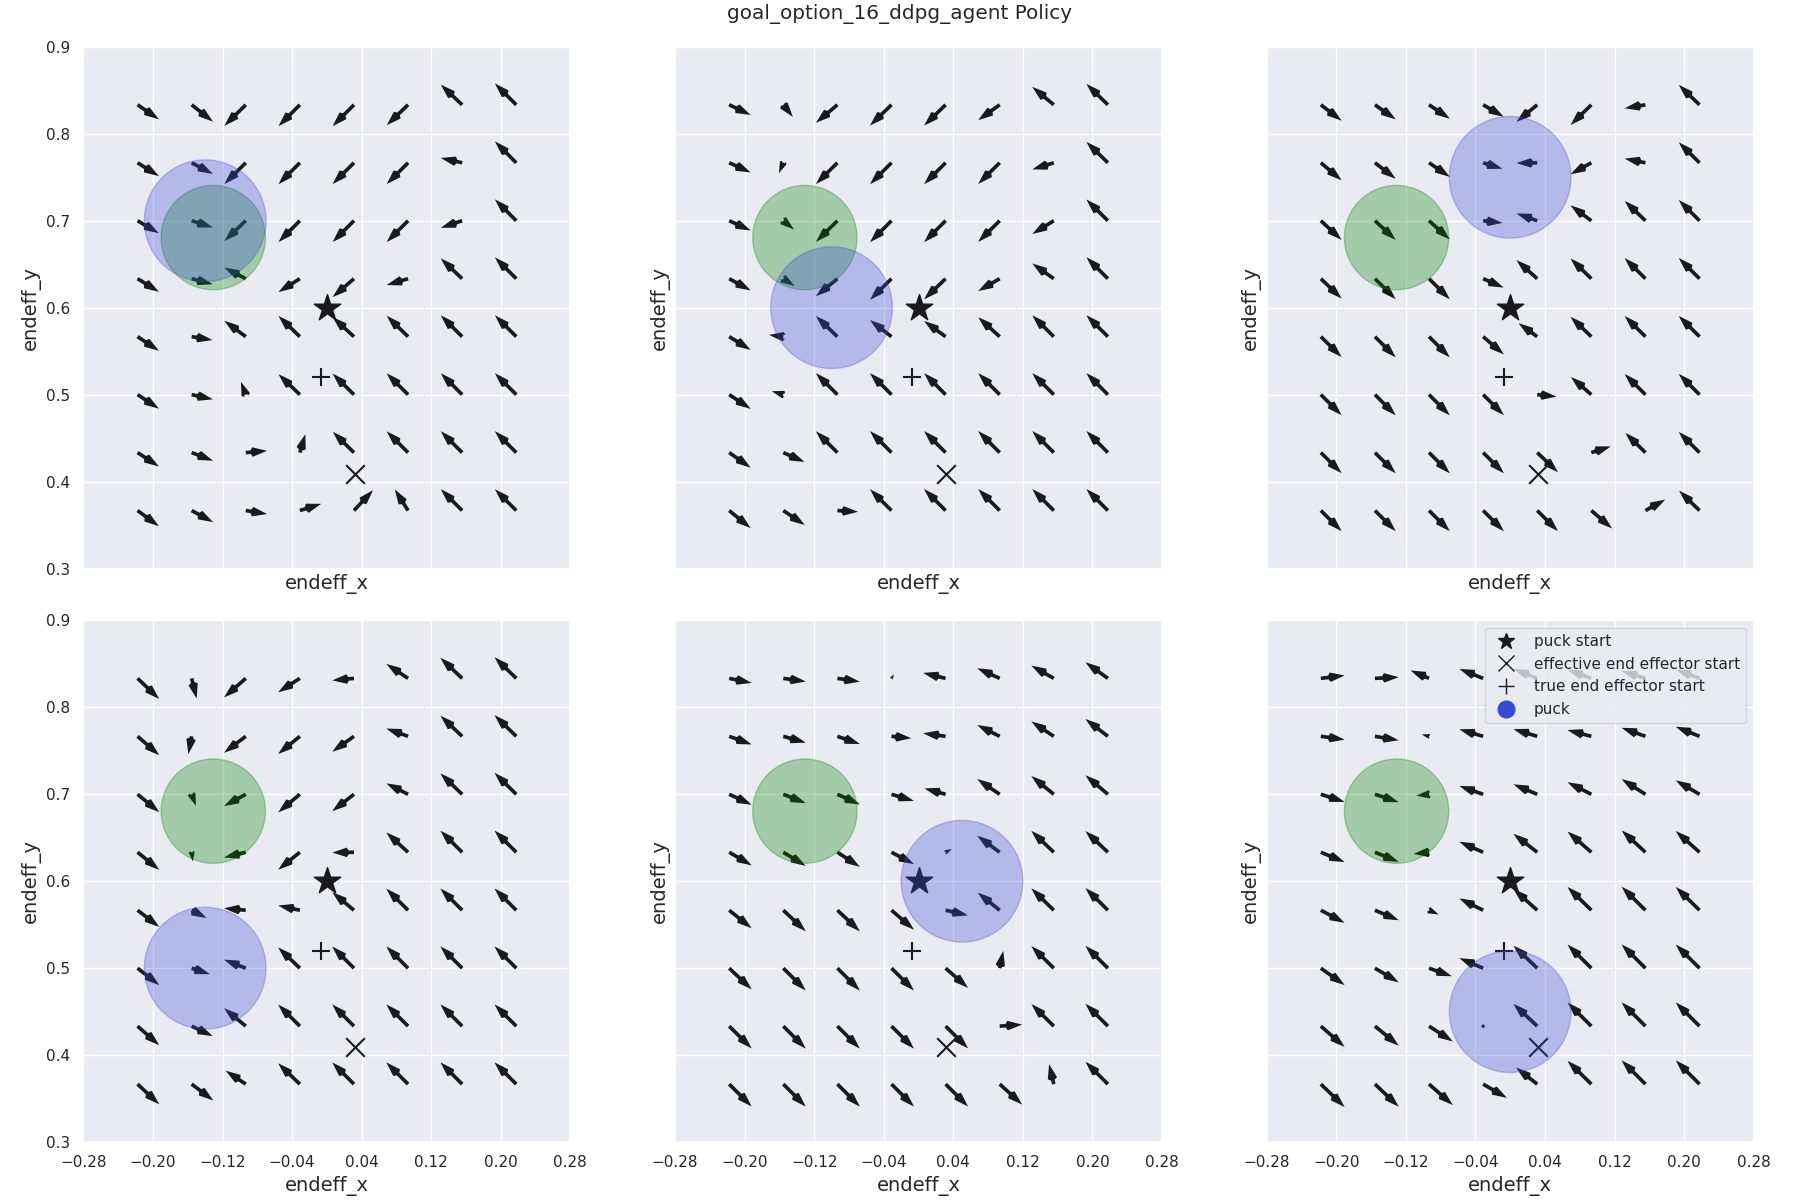 goal_option_16_ddpg_agent Policy
0.9
0.8
0.7
0.6
0.5
0.4
0.3
endeff_y
endeff_x
endeff_y
endeff_x
endeff_y
endeff_x
0.9
0.8
0.7
0.6
0.5
0.4
0.3
endeff_y
−0.28 −0.20 −0.12 −0.04 0.04 0.12 0.20 0.28
endeff_x
endeff_y
−0.28 −0.20 −0.12 −0.04 0.04 0.12 0.20 0.28
endeff_x
puck start
effective end effector start
true end effector start
puck
endeff_y
−0.28 −0.20 −0.12 −0.04 0.04 0.12 0.20 0.28
endeff_x